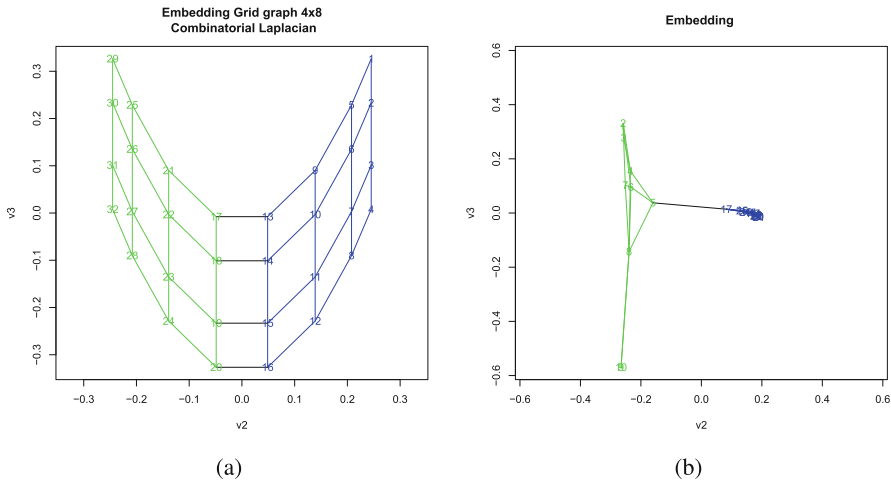 Embedding Grid graph 4x8
Combinatorial Laplacian
29 1
30 25 5 2
26 6
31 21 9 3
32 27 22 17 13 10 7 4
28 18 14 8
23 11
24 19 15 12
20 16
0.3
0.2
0.1
0.0
−0.1
−0.2
−0.3
v3
−0.3 −0.2 −0.1 0.0 0.1 0.2 0.3
v2
(a)
Embedding
2
7
5 17
8
10
0.6
0.4
0.2
0.0
−0.2
−0.4
−0.6
v3
−0.6 −0.4 −0.2 0.0 0.2 0.4 0.6
v2
(b)